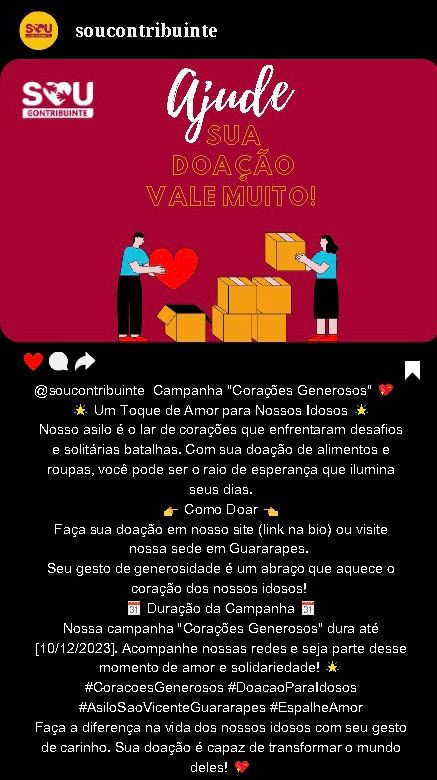 SOU
CONTRIBUINTE
soucontribuinte
SOU
CONTRIBUINTE
Ajude
SUA
DOAÇÃO
VALE MUITO!
@soucontribuinte Campanha "Corações Generosos" 💖
🌟 Um Toque de Amor para Nossos Idosos 🌟
Nosso asilo é o lar de corações que enfrentaram desafios
e solitárias batalhas. Com sua doação de alimentos e
roupas, você pode ser o raio de esperança que ilumina
seus dias.
👉 Como Doar 👈
Faça sua doação em nosso site (link na bio) ou visite
nossa sede em Guararapes.
Seu gesto de generosidade é um abraço que aquece o
coração dos nossos idosos!
📅 Duração da Campanha 📅
Nossa campanha "Corações Generosos" dura até
[10/12/2023]. Acompanhe nossas redes e seja parte desse
momento de amor e solidariedade! 🌟
#CoracoesGenerosos #DoacaoParaIdosos
#AsiloSaoVicenteGuararapes #EspalheAmor
Faça a diferença na vida dos nossos idosos com seu gesto
de carinho. Sua doação é capaz de transformar o mundo
deles! 💖